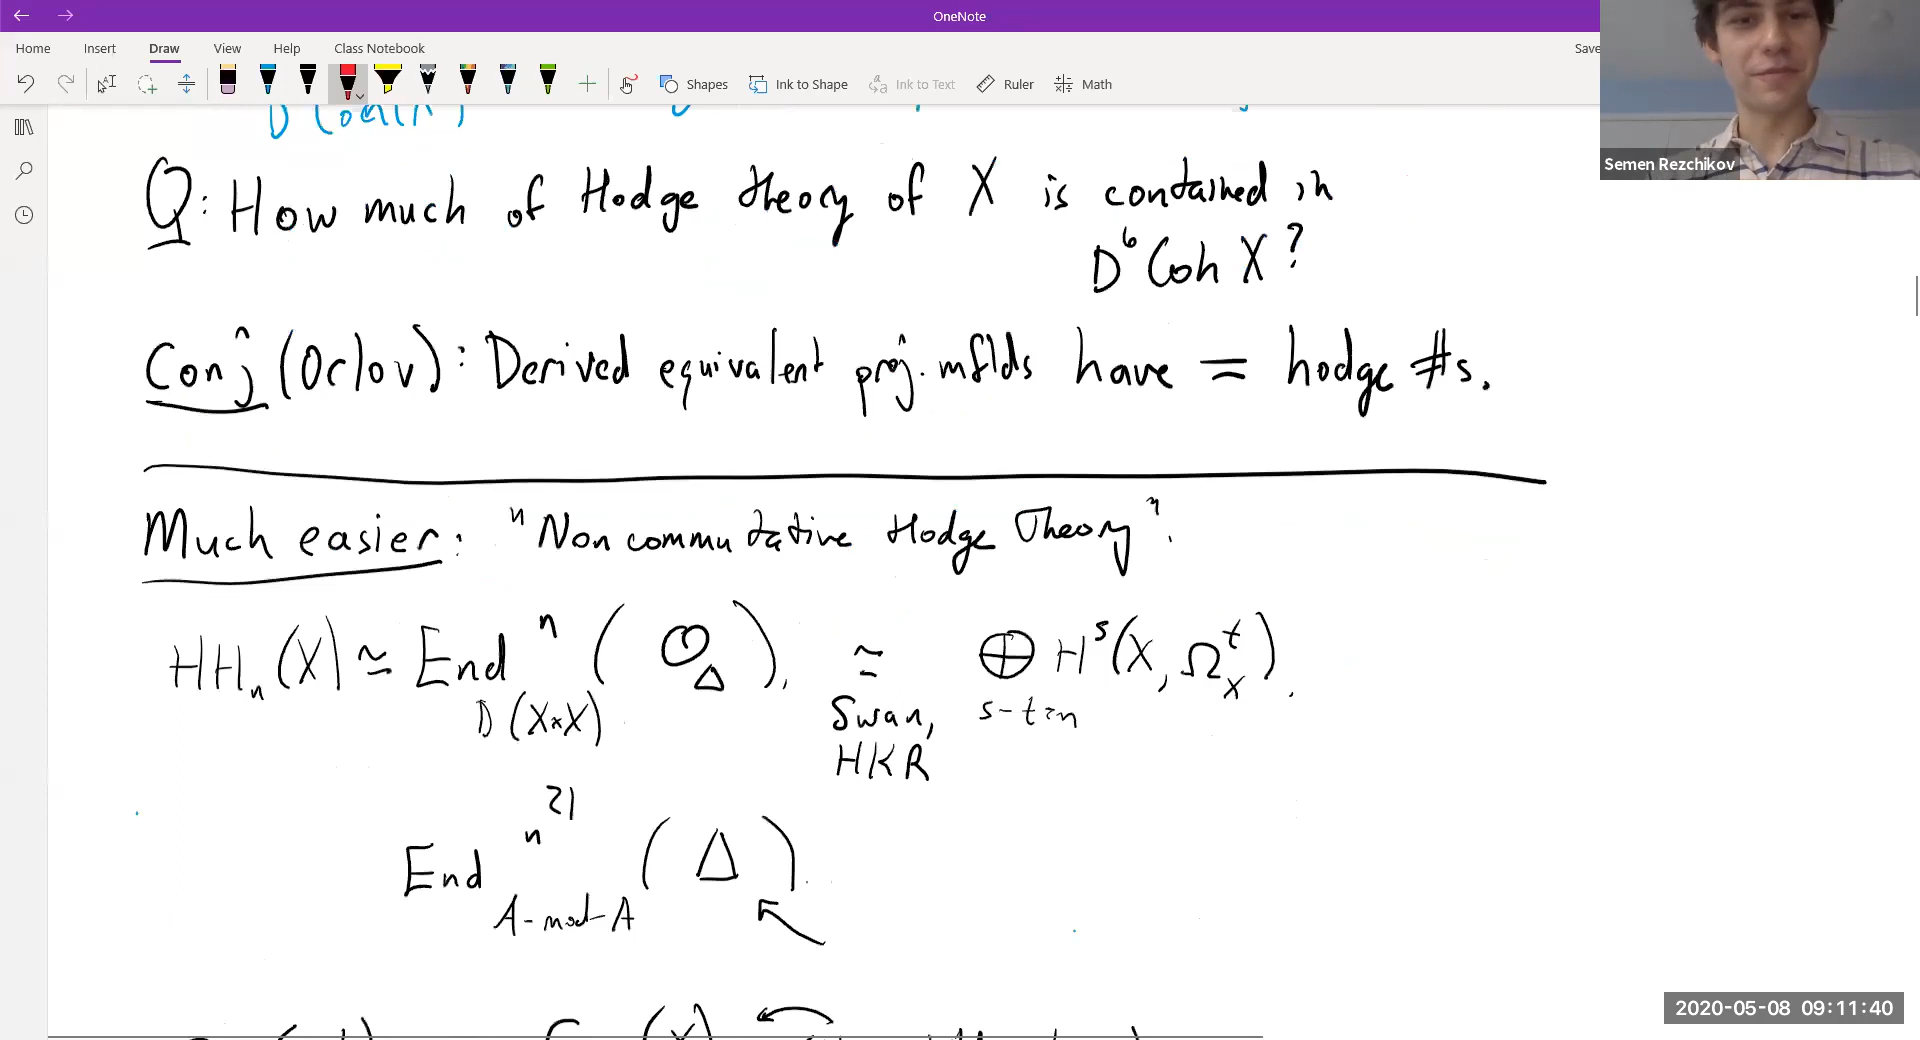 OneNote
Home Insert Draw View Help Class Notebook Save
Shapes Ink to Shape Ink to Text Ruler Math
Semen Rezchikov
D (Coh(X)
Q: How much of Hodge theory of X is contained in
D^b Coh X?
Conj (Orlov): Derived equivalent proj. mflds have = hodge #s.
Much easier: "Noncommutative Hodge Theory".
HH_n (X) ≃ End^n_{D(X×X)} (O_Δ), ≃ ⊕_{s-t=n} H^s(X, Ω^t_X).
Swan,
HKR
≃
End^n_{A-mod-A} (Δ).
2020-05-08 09:11:40